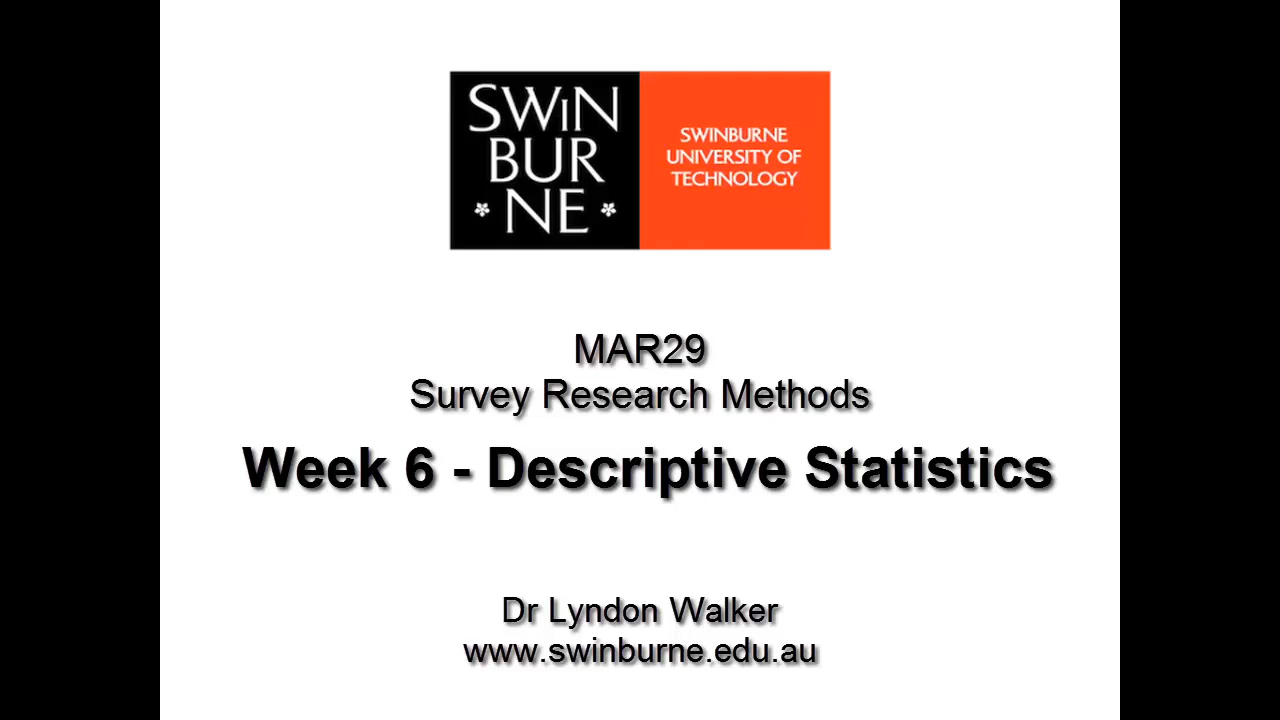 SWiN
BUR
NE
SWINBURNE
UNIVERSITY OF
TECHNOLOGY
MAR29
Survey Research Methods
Week 6 - Descriptive Statistics
Dr Lyndon Walker
www.swinburne.edu.au